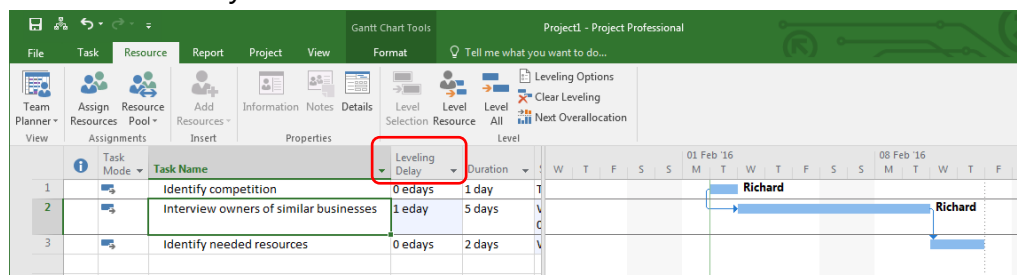 Gantt Chart Tools Project1 - Project Professional
File Task Resource Report Project View Format Tell me what you want to do...
Team Planner
Assign Resources
Resource Pool
Add Resources
Information
Notes
Details
Level Selection
Level Resource
Level All
Leveling Options
Clear Leveling
Next Overallocation
View Assignments Insert Properties Level
Task Mode Task Name Leveling Delay Duration
01 Feb '16 08 Feb '16
W T F S S M T W T F S S M T W T F
1 Identify competition 0 edays 1 day Richard
2 Interview owners of similar businesses 1 eday 5 days Richard
3 Identify needed resources 0 edays 2 days